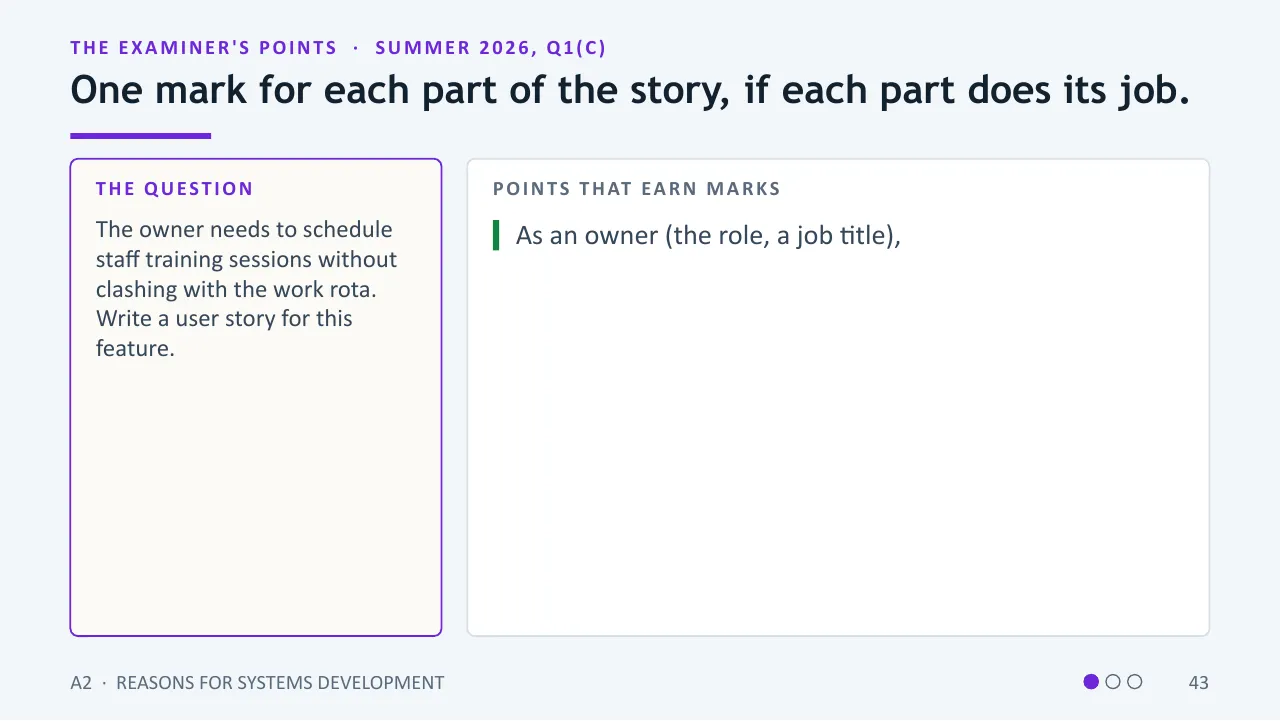 THE EXAMINER'S POINTS · SUMMER 2026, Q1(C)
One mark for each part of the story, if each part does its job.
THE QUESTION
The owner needs to schedule
staff training sessions without
clashing with the work rota.
Write a user story for this
feature.
POINTS THAT EARN MARKS
As an owner (the role, a job title),
A2 · REASONS FOR SYSTEMS DEVELOPMENT
43